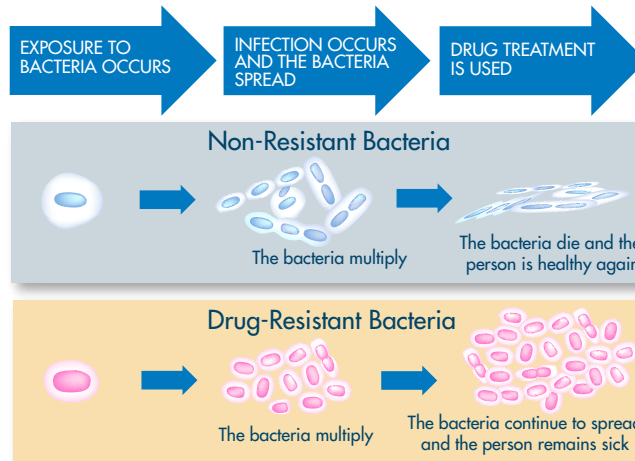 EXPOSURE TO
BACTERIA OCCURS
INFECTION OCCURS
AND THE BACTERIA
SPREAD
DRUG TREATMENT
IS USED
Non-Resistant Bacteria
The bacteria multiply
The bacteria die and the
person is healthy again
Drug-Resistant Bacteria
The bacteria multiply
The bacteria continue to spread
and the person remains sick